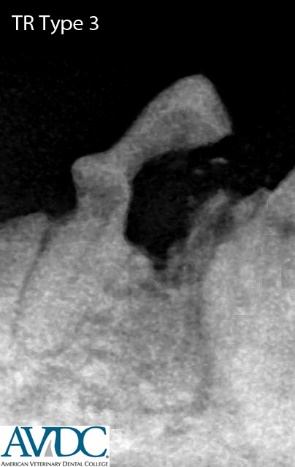 TR Type 3
AVDC
AMERICAN VETERINARY DENTAL COLLEGE